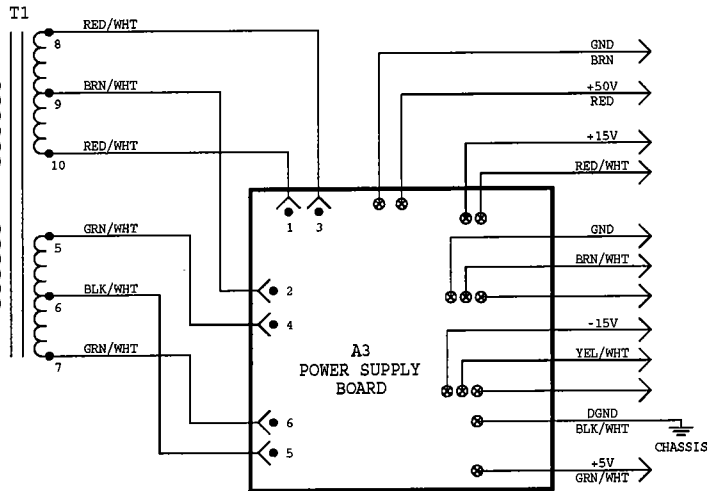 T1
8
RED/WHT
9
BRN/WHT
10
RED/WHT
5
GRN/WHT
6
BLK/WHT
7
GRN/WHT
1
3
2
4
6
5
A3
POWER SUPPLY
BOARD
GND
BRN
+50V
RED
+15V
RED/WHT
GND
BRN/WHT
-15V
YEL/WHT
DGND
BLK/WHT
CHASSIS
+5V
GRN/WHT